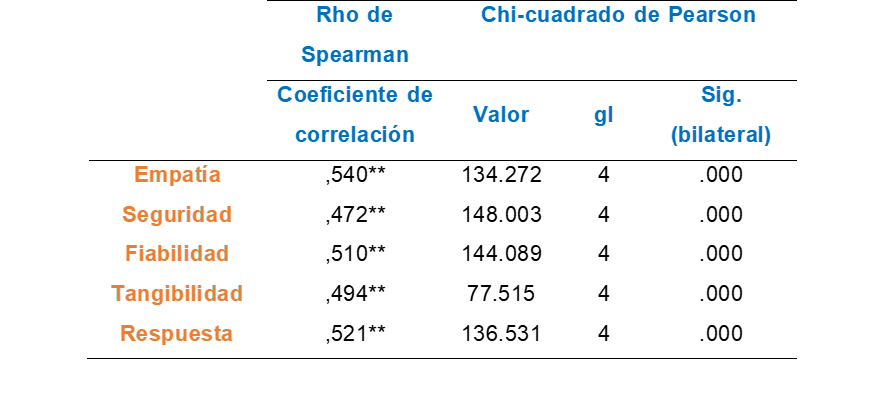 Rho de Spearman Chi-cuadrado de Pearson
Coeficiente de correlación Valor gl Sig. (bilateral)
Empatía ,540** 134.272 4 .000
Seguridad ,472** 148.003 4 .000
Fiabilidad ,510** 144.089 4 .000
Tangibilidad ,494** 77.515 4 .000
Respuesta ,521** 136.531 4 .000